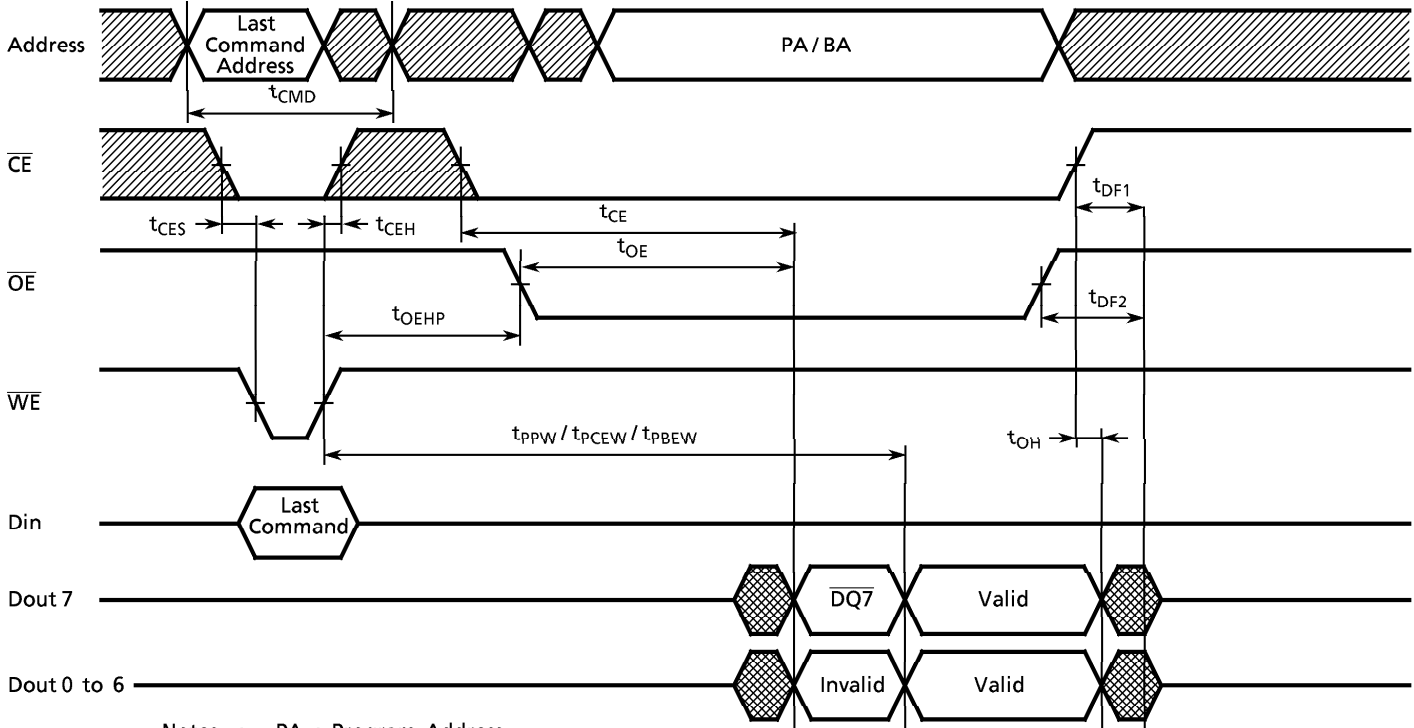 Address
Last
Command
Address
PA / BA
tCMD
CE
tDF1
tCES
tCEH
tCE
tOE
OE
tDF2
tOEHP
WE
tPPW / tPCEW / tPBEW
tOH
Din
Last
Command
Dout 7
DQ7
Valid
Dout 0 to 6
Invalid
Valid